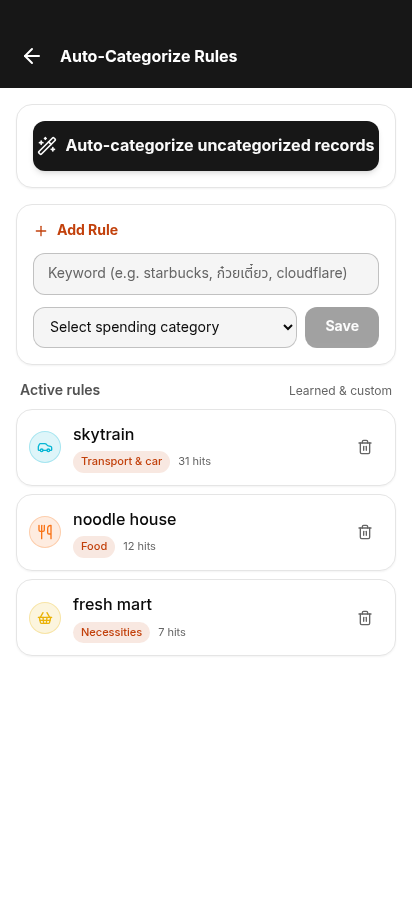 Auto-Categorize Rules
Auto-categorize uncategorized records
Add Rule
Keyword (e.g. starbucks, ก๋วยเตี๋ยว, cloudflare)
Select spending category
Save
Active rules
Learned & custom
skytrain
Transport & car 31 hits
noodle house
Food 12 hits
fresh mart
Necessities 7 hits